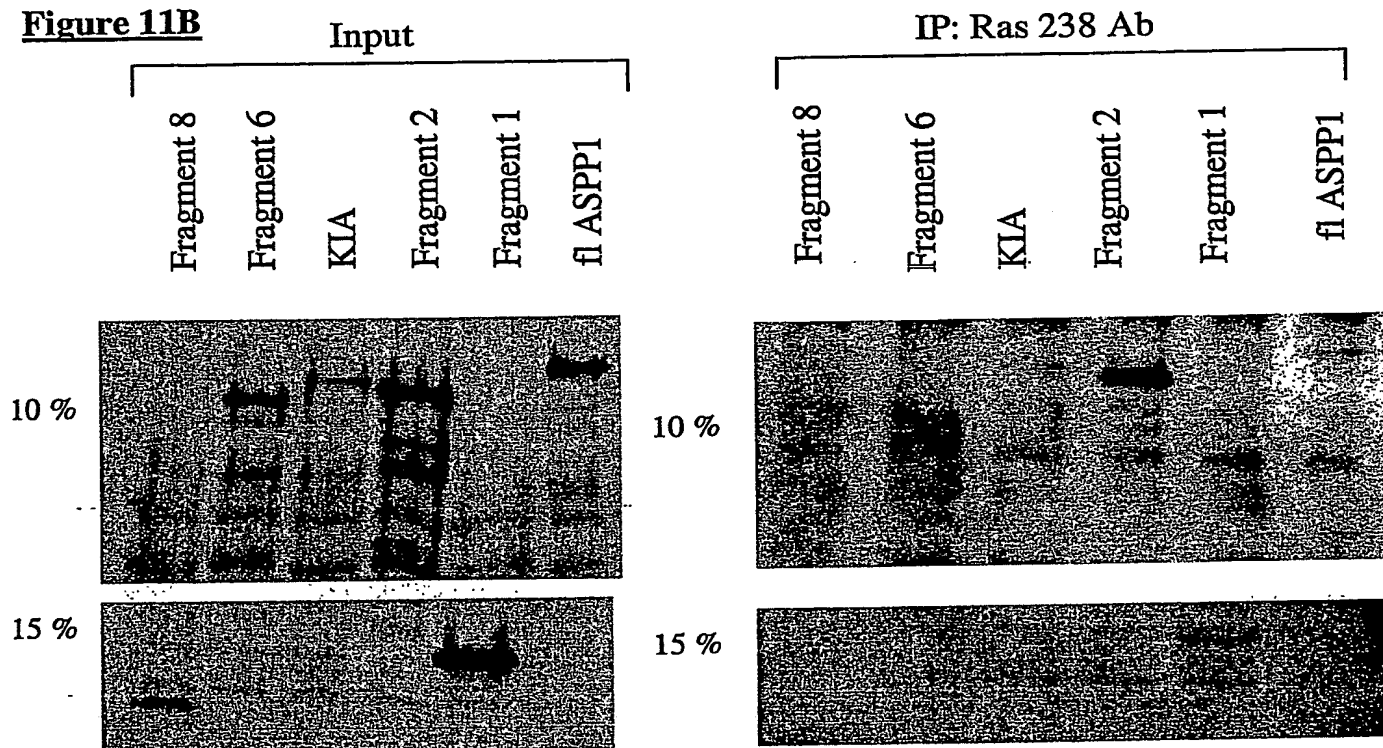 Figure 11B
Input
IP: Ras 238 Ab
Fragment 8
Fragment 6
KIA
Fragment 2
Fragment 1
fl ASPP1
Fragment 8
Fragment 6
KIA
Fragment 2
Fragment 1
fl ASPP1
10 %
10 %
15 %
15 %